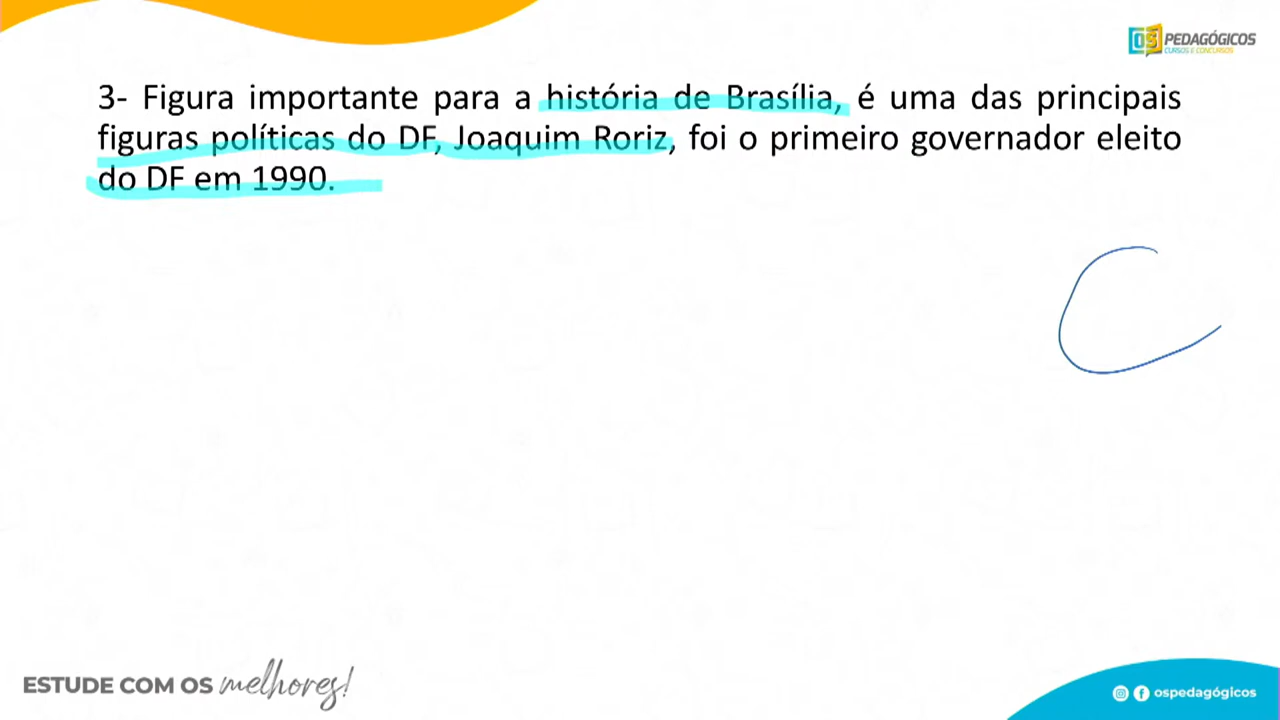 OS PEDAGÓGICOS
CURSOS E CONCURSOS
3- Figura importante para a história de Brasília, é uma das principais
figuras políticas do DF, Joaquim Roriz, foi o primeiro governador eleito
do DF em 1990.
C
ESTUDE COM OS melhores!
ospedagógicos